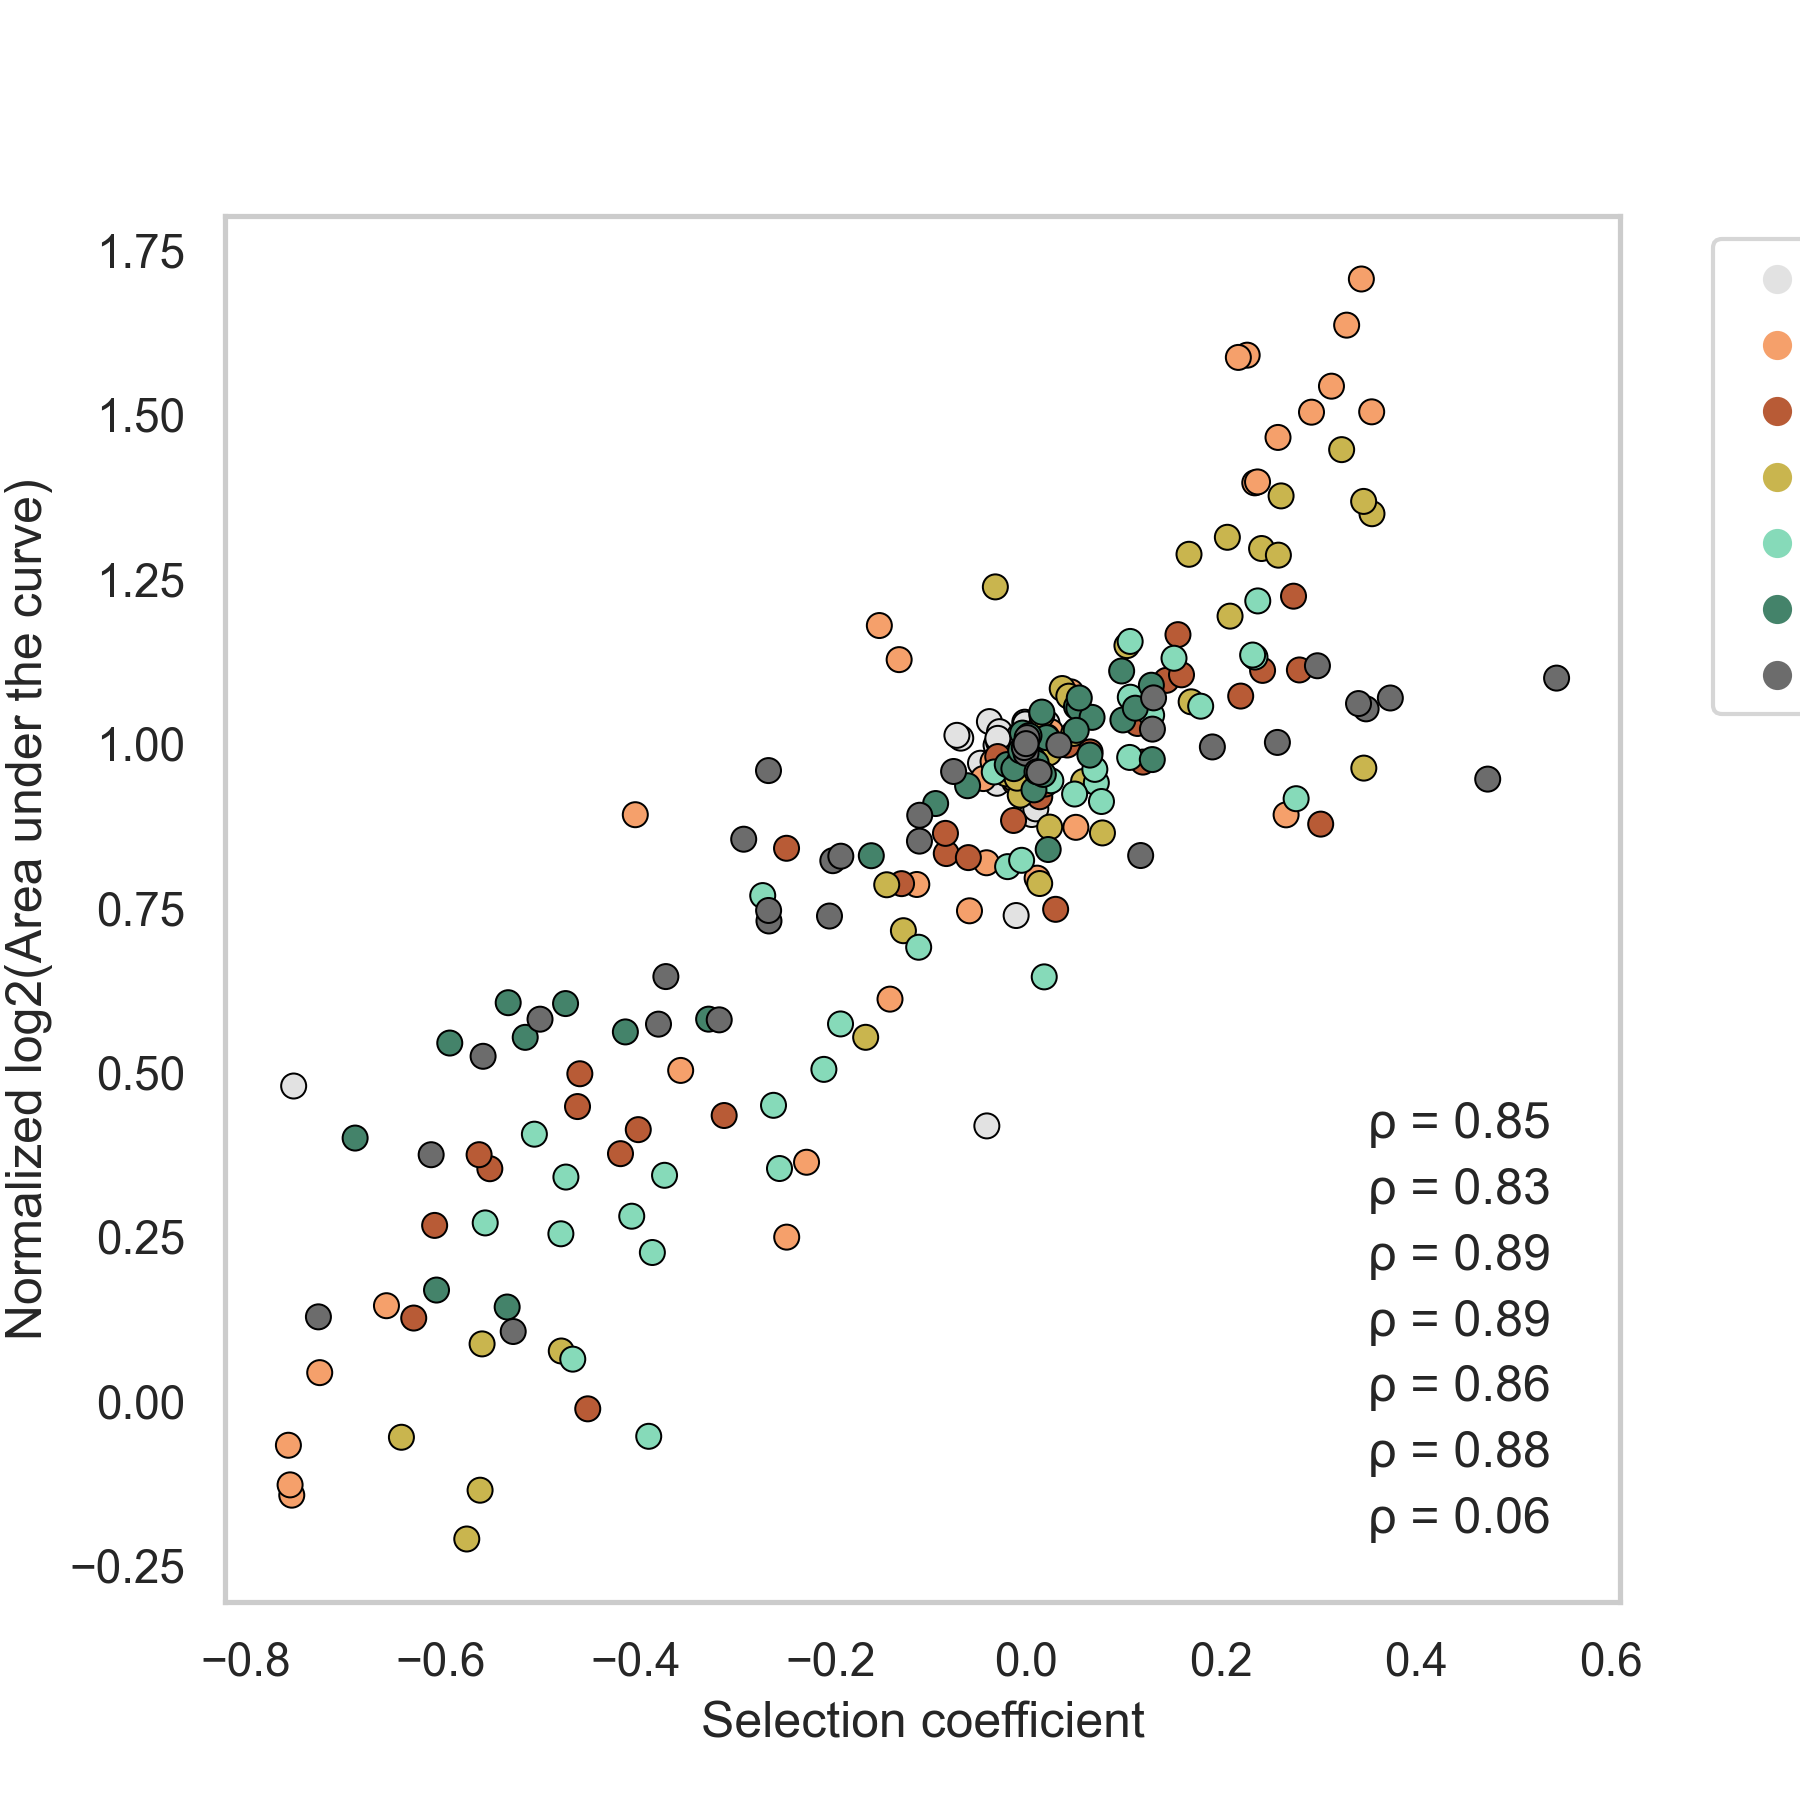 1.75
1.50
1.25
1.00
0.75
0.50
0.25
0.00
−0.25
Normalized log2(Area under the curve)
ρ = 0.85
ρ = 0.83
ρ = 0.89
ρ = 0.89
ρ = 0.86
ρ = 0.88
ρ = 0.06
−0.8 −0.6 −0.4 −0.2 0.0 0.2 0.4 0.6
Selection coefficient